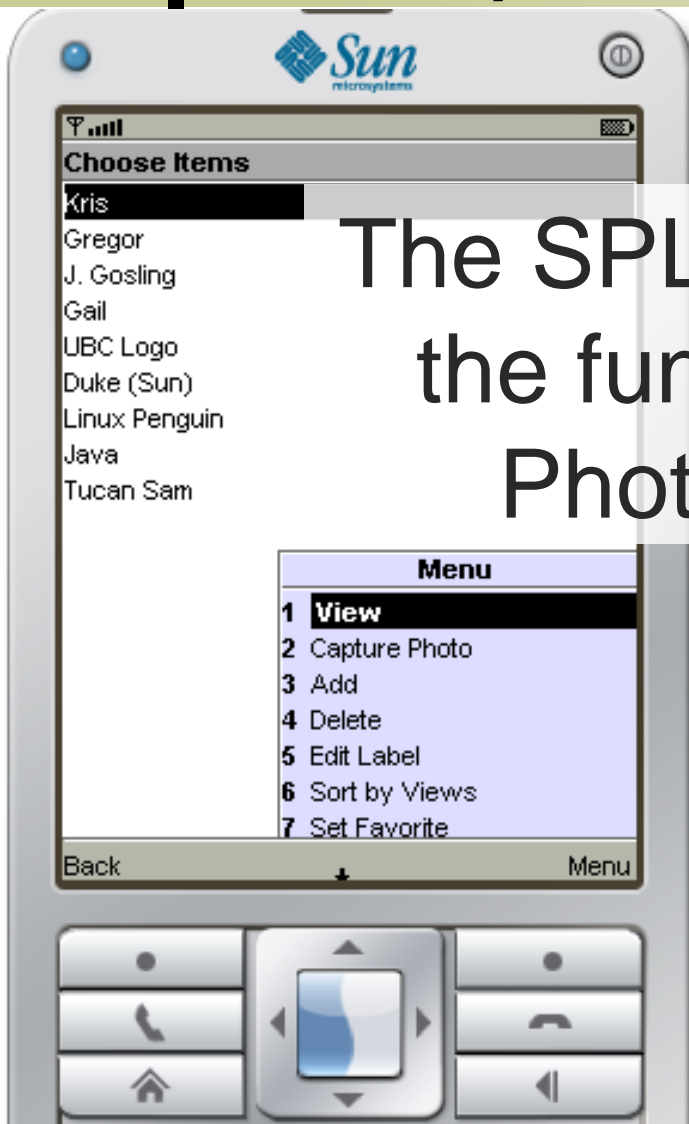 Sun
microsystems
Choose Items
Kris
Gregor
J. Gosling
Gail
UBC Logo
Duke (Sun)
Linux Penguin
Java
Tucan Sam
The SPL
the fun
Phot
Menu
1 View
2 Capture Photo
3 Add
4 Delete
5 Edit Label
6 Sort by Views
7 Set Favorite
Back
Menu